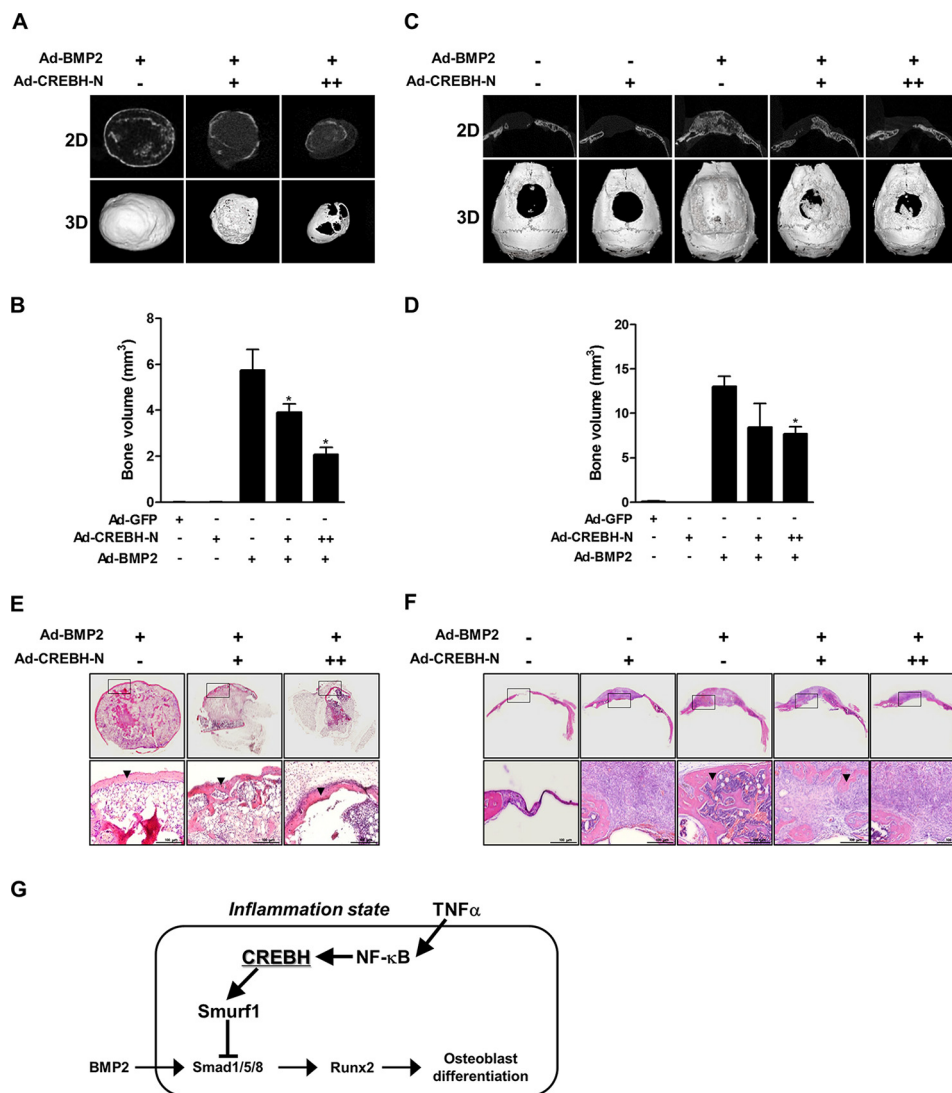 A
Ad-BMP2 + + +
Ad-CREBH-N - + ++
2D
3D
C
Ad-BMP2 - - + + +
Ad-CREBH-N - + - + ++
2D
3D
B
Bone volume (mm³)
8
6
4
2
0
* *
Ad-GFP + - - - -
Ad-CREBH-N - + - + ++
Ad-BMP2 - - + + +
D
Bone volume (mm³)
20
15
10
5
0
*
Ad-GFP + - - - -
Ad-CREBH-N - + - + ++
Ad-BMP2 - - + + +
E
Ad-BMP2 + + +
Ad-CREBH-N - + ++
F
Ad-BMP2 - - + + +
Ad-CREBH-N - + - + ++
G
Inflammation state TNFα
CREBH NF-κB
Smurf1
BMP2 Smad1/5/8 Runx2 Osteoblast
differentiation